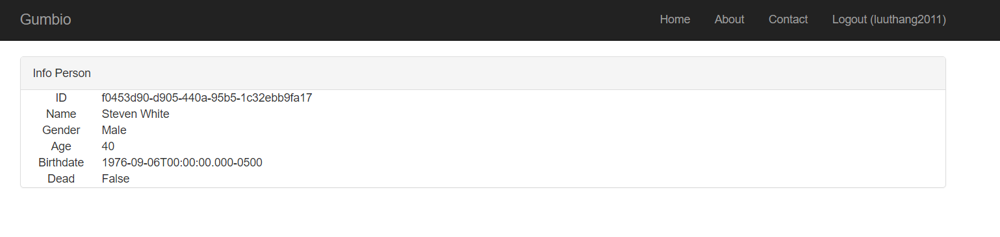 Gumbio Home About Contact Logout (luuthang2011)
Info Person
ID f0453d90-d905-440a-95b5-1c32ebb9fa17
Name Steven White
Gender Male
Age 40
Birthdate 1976-09-06T00:00:00.000-0500
Dead False